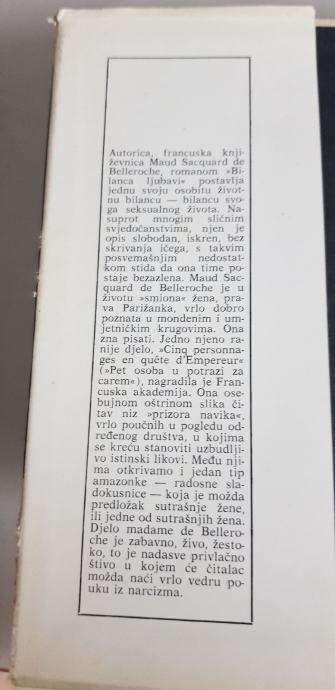 Autorica, francuska knji-
ževnica Maud Sacquard de
Belleroche, romanom »Bi-
lanca ljubavi« postavlja
jednu svoju osobitu život-
nu bilancu — bilancu svo-
ga seksualnog života. Na-
suprot mnogim sličnim
svjedočanstvima, njen je
opis slobodan, iskren, bez
skrivanja ičega, s takvim
posvemašnjim nedostat-
kom stida da ona time po-
staje bezazlena. Maud Sac-
quard de Belleroche je u
životu »smiona« žena, pra-
va Parižanka, vrlo dobro
poznata u mondenim i um-
jetničkim krugovima. Ona
zna pisati. Jedno njeno ra-
nije djelo, »Cinq personna-
ges en quête d'Empereur«
(»Pet osoba u potrazi za
carem«), nagradila je Fran-
cuska akademija. Ona ose-
bujnom oštrinom slika či-
tav niz »prizora navika«,
vrlo poučnih u pogledu od-
ređenog društva, u kojima
se kreću stanoviti uzbudlji-
vo istinski likovi. Među nji-
ma otkrivamo i jedan tip
amazonke — radosne sla-
dokusnice — koja je možda
predložak sutrašnje žene,
ili jedne od sutrašnjih žena.
Djelo madame de Bellero-
che je zabavno, živo, žesto-
ko, to je nadasve privlačno
štivo u kojem će čitalac
možda naći vrlo vedru po-
uku iz narcizma.